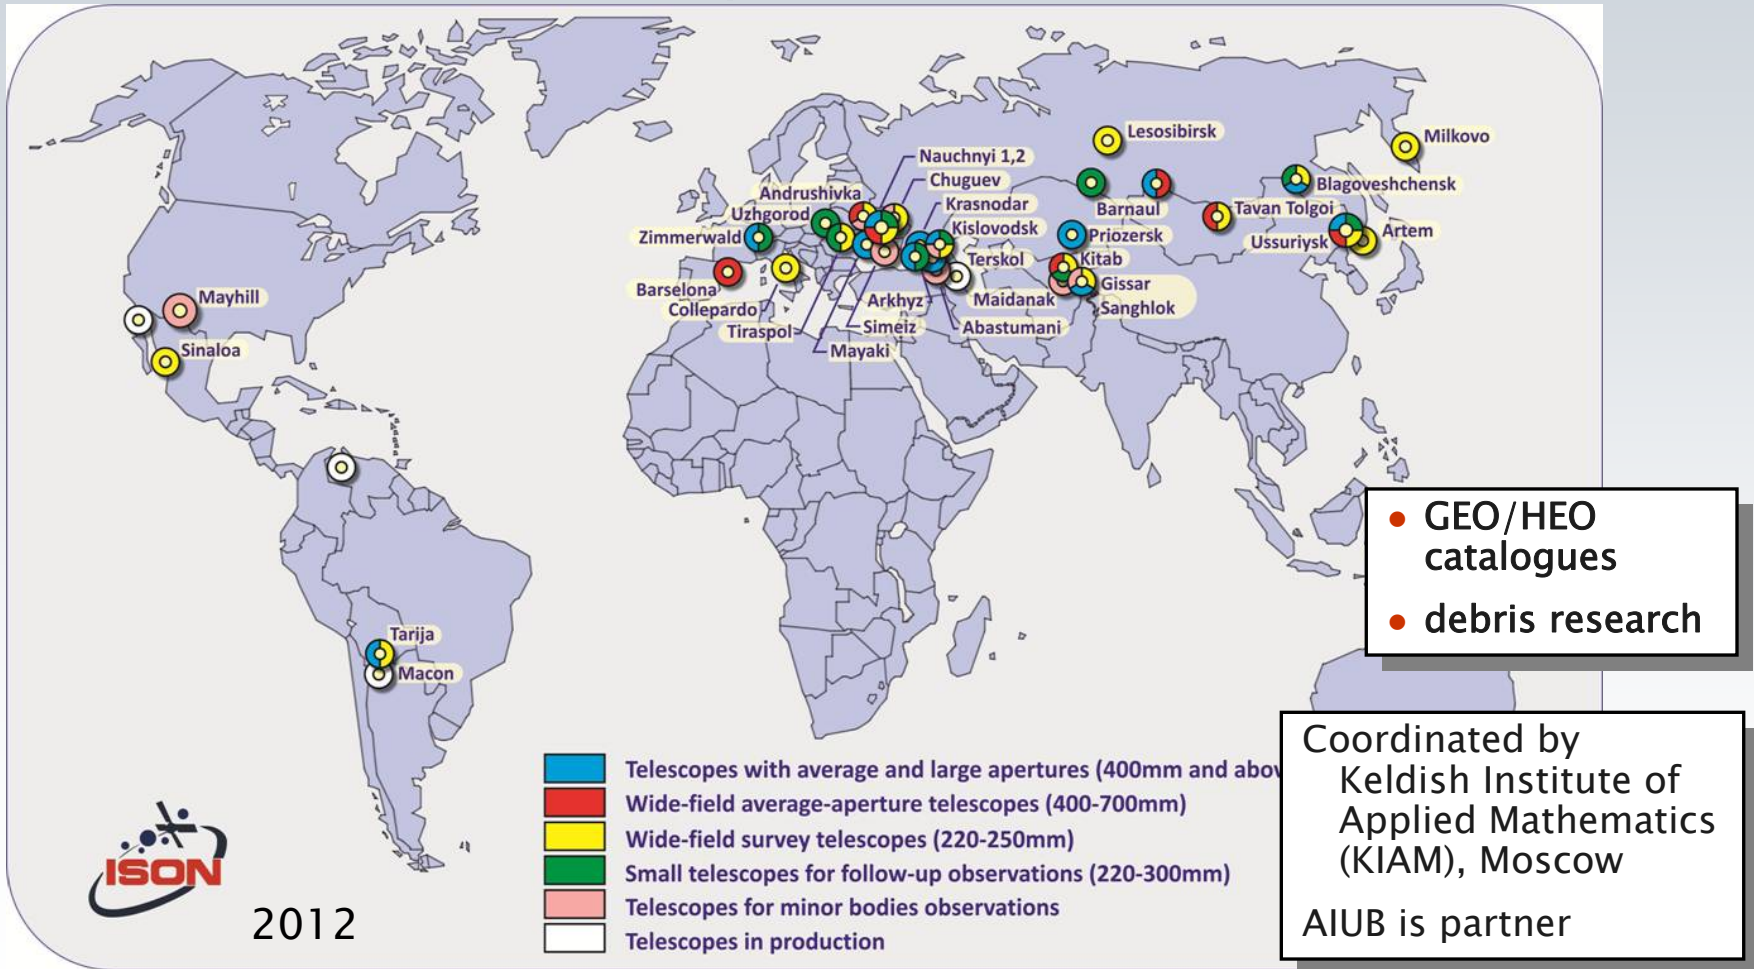 Lesosibirsk
Milkovo
Nauchnyi 1,2
Chuguev
Blagoveshchensk
Andrushivka
Krasnodar
Barnaul
Tavan Tolgoi
Uzhgorod
Kislovodsk
Artem
Zimmerwald
Priozersk
Ussuriysk
Terskol
Kitab
Barselona
Gissar
Mayhill
Collepardo
Arkhyz
Maidanak
Sanghlok
Tiraspol
Simeiz
Abastumani
Sinaloa
Mayaki
• GEO/HEO
catalogues
• debris research
Tarija
Macon
Coordinated by
Keldish Institute of
Applied Mathematics
(KIAM), Moscow
AIUB is partner
Telescopes with average and large apertures (400mm and abov
Wide-field average-aperture telescopes (400-700mm)
Wide-field survey telescopes (220-250mm)
Small telescopes for follow-up observations (220-300mm)
Telescopes for minor bodies observations
Telescopes in production
ISON
2012